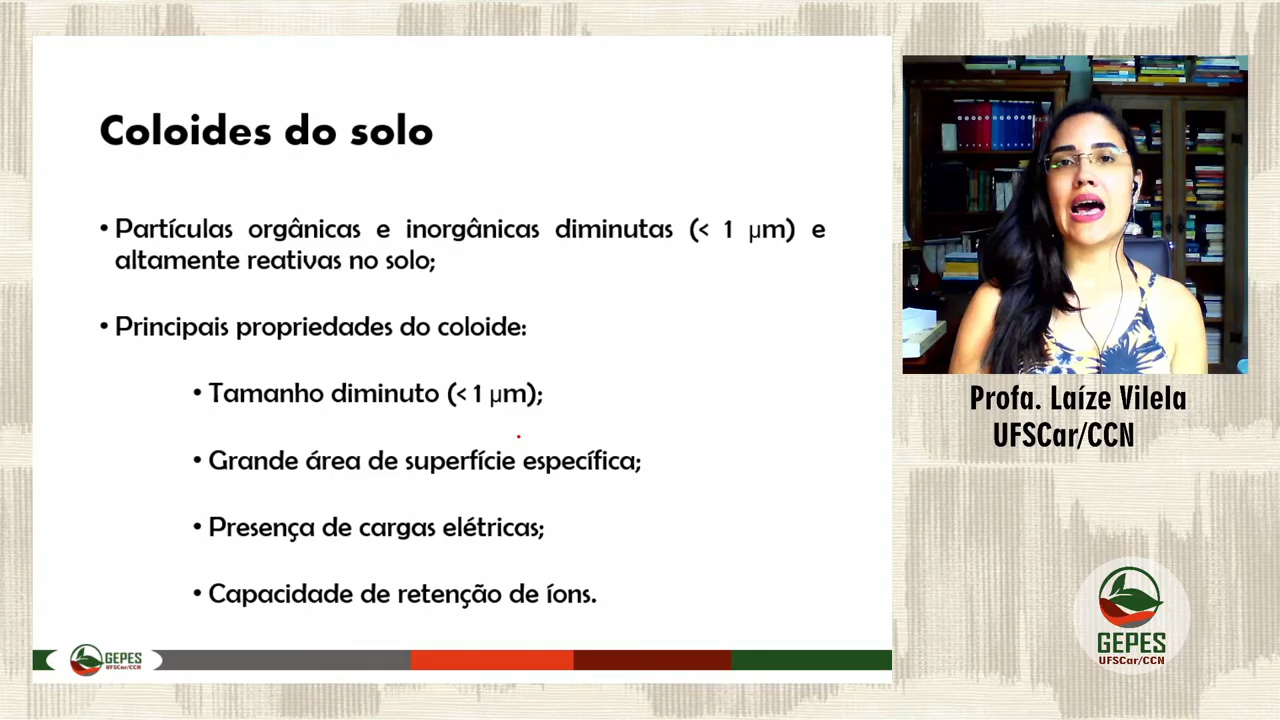 Coloides do solo
• Partículas orgânicas e inorgânicas diminutas (< 1 µm) e
altamente reativas no solo;
• Principais propriedades do coloide:
• Tamanho diminuto (< 1 µm);
• Grande área de superfície específica;
• Presença de cargas elétricas;
• Capacidade de retenção de íons.
GEPES
UFSCar/CCN
Profa. Laíze Vilela
UFSCar/CCN
GEPES
UFSCar/CCN